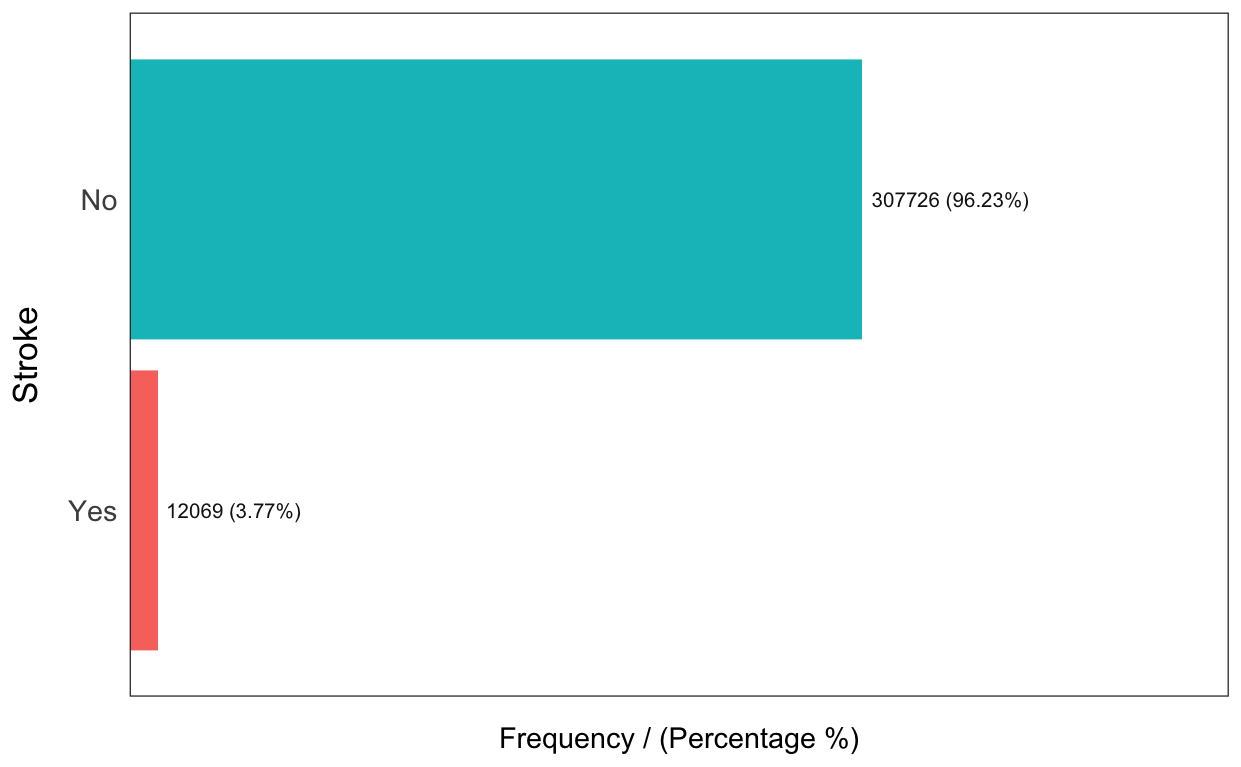 No
307726 (96.23%)
Stroke
Yes
12069 (3.77%)
Frequency / (Percentage %)